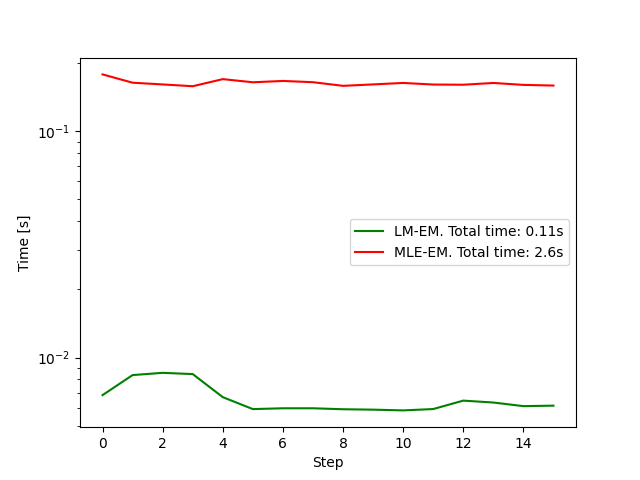 10⁻¹
10⁻²
Time [s]
LM-EM. Total time: 0.11s
MLE-EM. Total time: 2.6s
0 2 4 6 8 10 12 14
Step